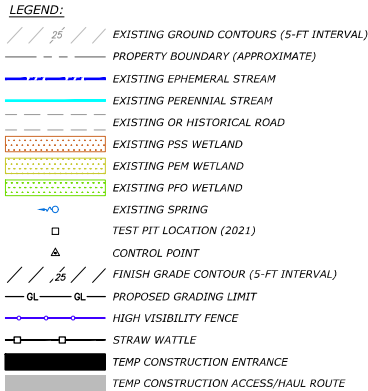 LEGEND:
25 EXISTING GROUND CONTOURS (5-FT INTERVAL)
PROPERTY BOUNDARY (APPROXIMATE)
EXISTING EPHEMERAL STREAM
EXISTING PERENNIAL STREAM
EXISTING OR HISTORICAL ROAD
EXISTING PSS WETLAND
EXISTING PEM WETLAND
EXISTING PFO WETLAND
EXISTING SPRING
TEST PIT LOCATION (2021)
CONTROL POINT
25 FINISH GRADE CONTOUR (5-FT INTERVAL)
GL GL PROPOSED GRADING LIMIT
HIGH VISIBILITY FENCE
STRAW WATTLE
TEMP CONSTRUCTION ENTRANCE
TEMP CONSTRUCTION ACCESS/HAUL ROUTE